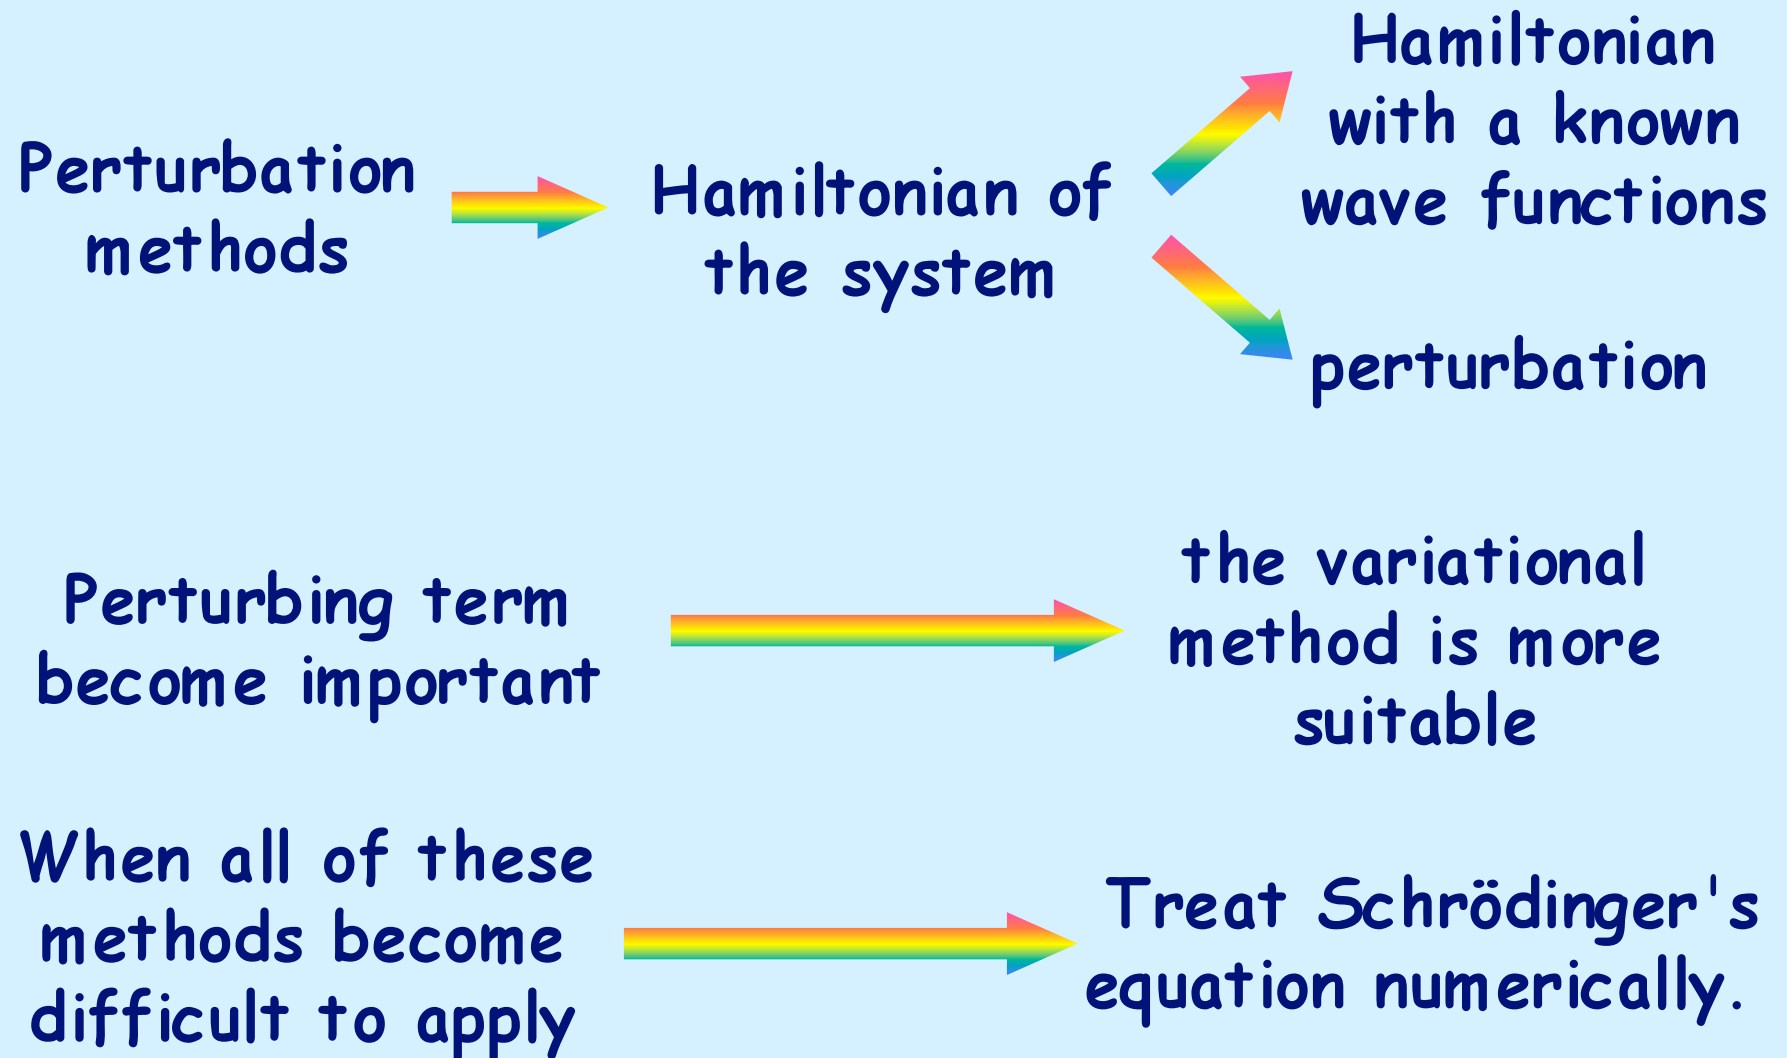 Perturbation
methods
Hamiltonian of
the system
Hamiltonian
with a known
wave functions
perturbation
Perturbing term
become important
the variational
method is more
suitable
When all of these
methods become
difficult to apply
Treat Schrödinger's
equation numerically.